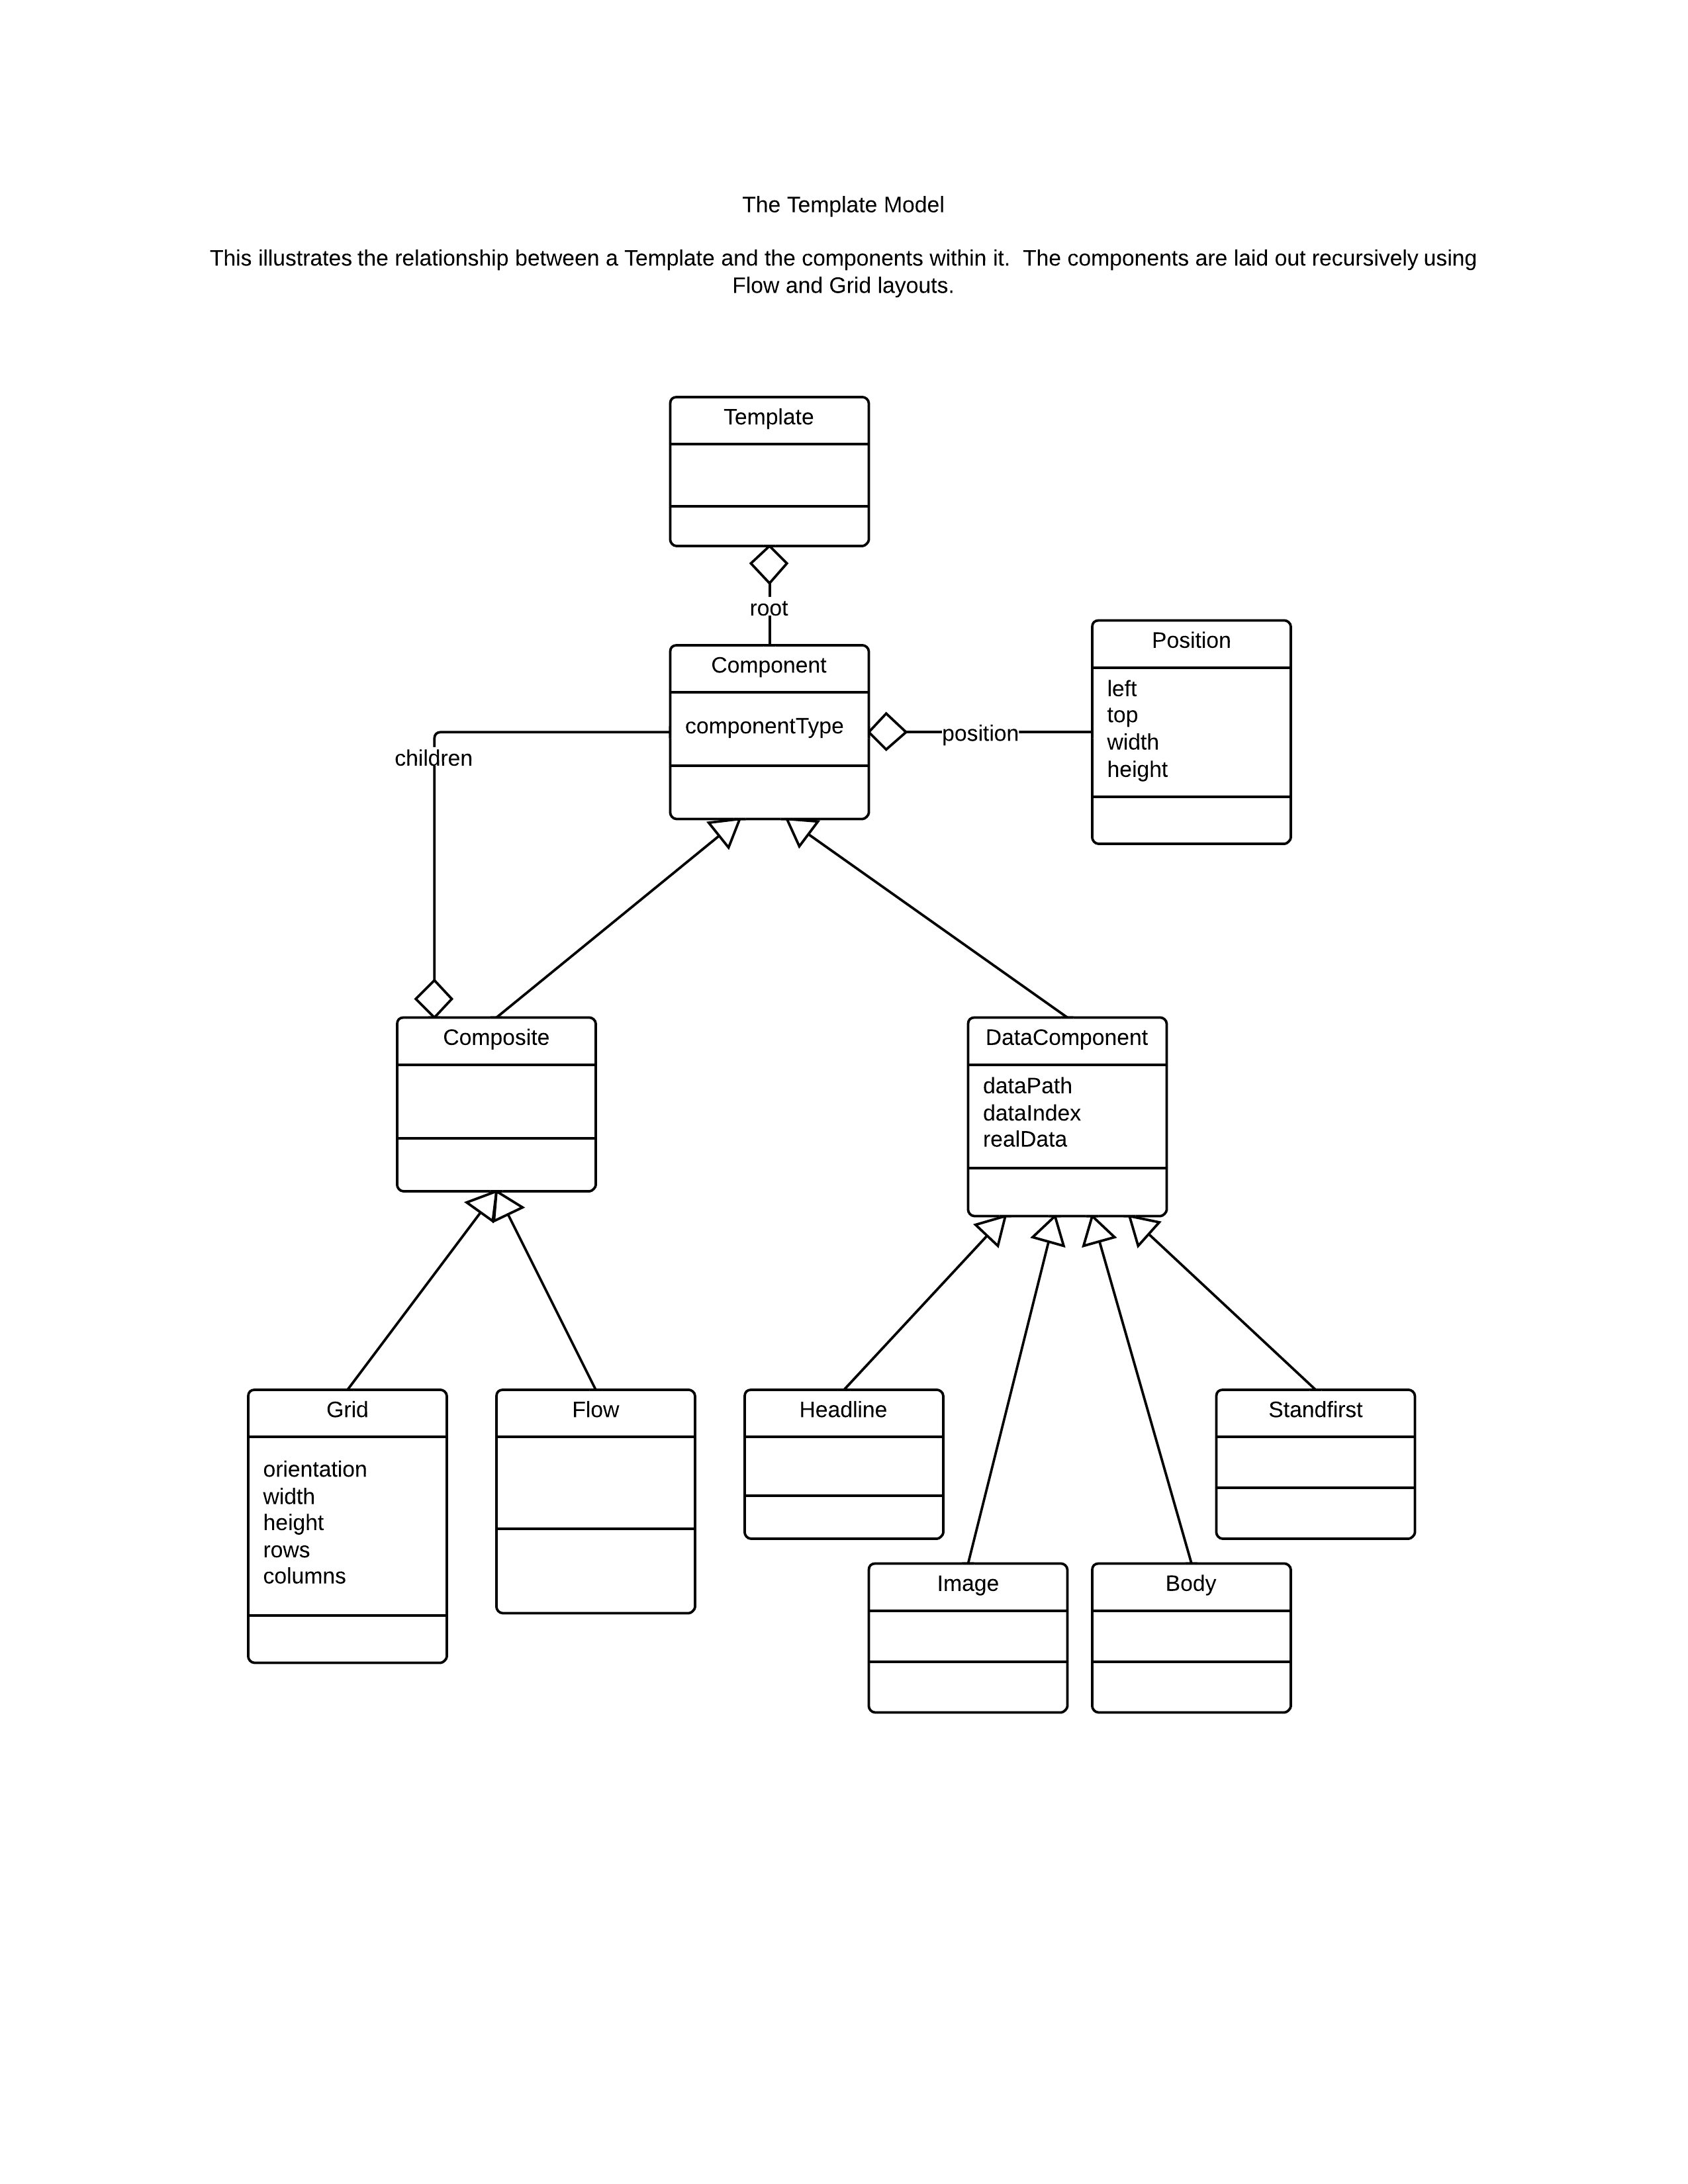 The Template Model
This illustrates the relationship between a Template and the components within it.  The components are laid out recursively using
Flow and Grid layouts.
Template
root
Component
componentType
position
Position
left
top
width
height
children
Composite
DataComponent
dataPath
dataIndex
realData
Grid
orientation
width
height
rows
columns
Flow
Headline
Standfirst
Image
Body